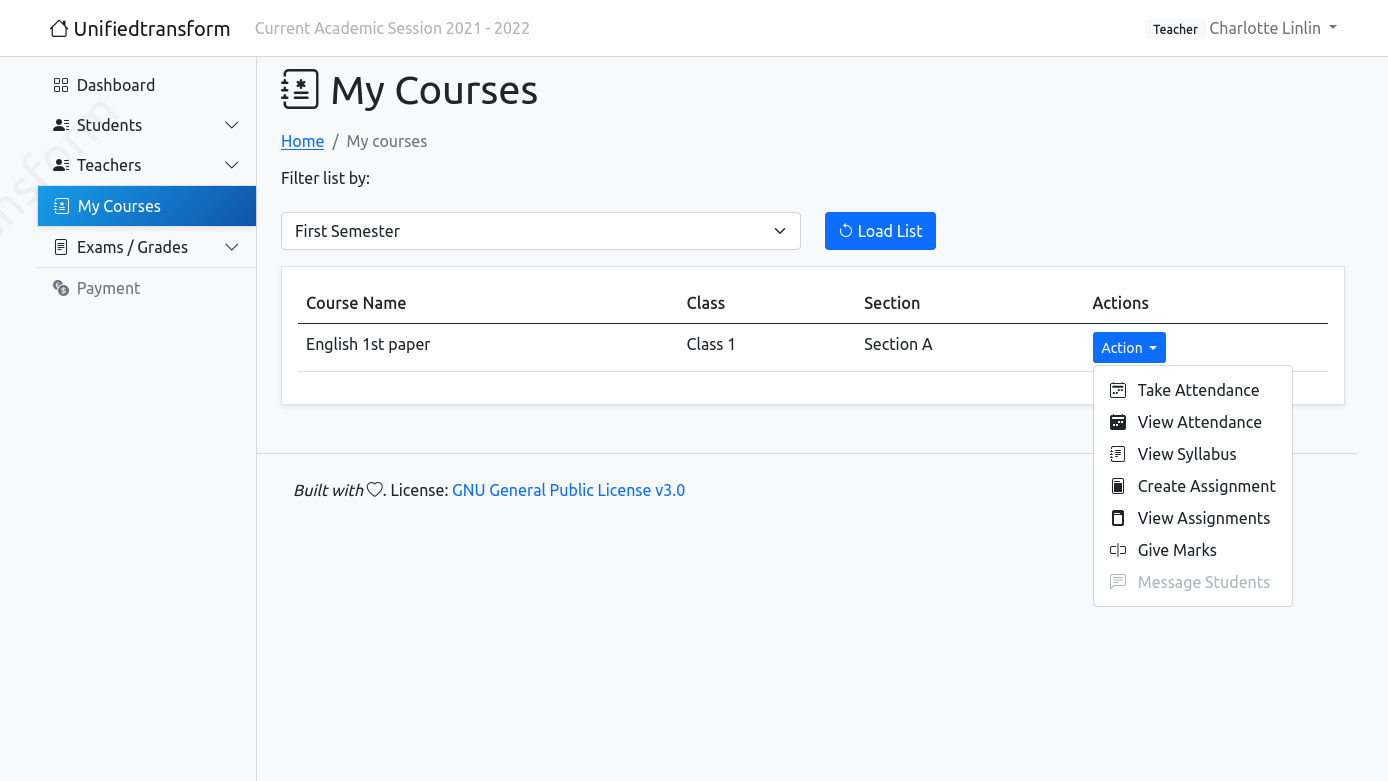 Unifiedtransform Current Academic Session 2021 - 2022 Teacher Charlotte Linlin
Dashboard
Students
Teachers
My Courses
Exams / Grades
Payment
My Courses
Home / My courses
Filter list by:
First Semester Load List
Course Name Class Section Actions
English 1st paper Class 1 Section A Action
Take Attendance
View Attendance
View Syllabus
Create Assignment
View Assignments
Give Marks
Message Students
Built with. License: GNU General Public License v3.0
nsform